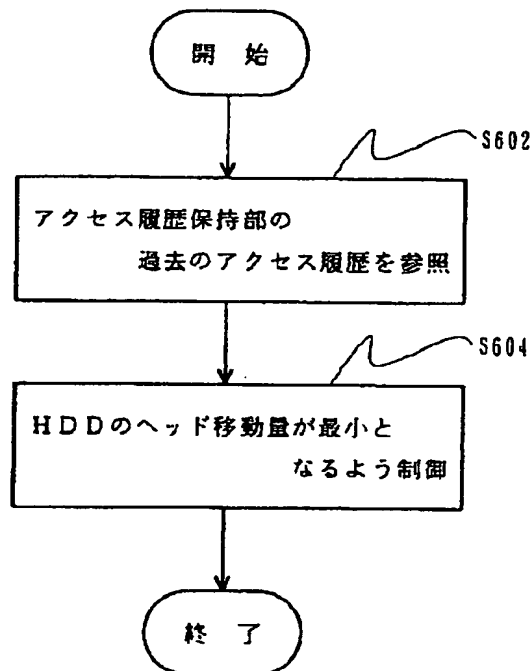 開 始
S602
アクセス履歴保持部の
過去のアクセス履歴を参照
S604
HDDのヘッド移動量が最小と
なるよう制御
終 了